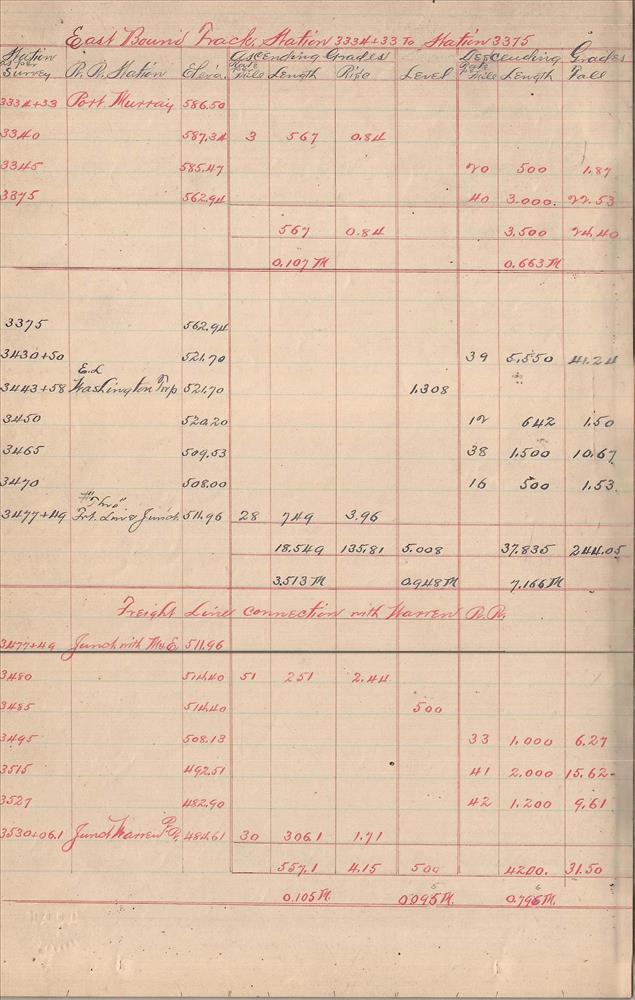 East Bound Track, Station 3334+33 To Station 3375
Station as per Survey R.R. Station Eleva. Ascending Grades Rate Mile Length Rise Level Descending Grades Rate Mile Length Fall
3334+33 Port Murray 586.50
3340 587.34 3 567 0.84
3345 585.47 20 500 1.87
3375 562.94 40 3.000. 22.53
567 0.84 3.500 24.40
0.107 M 0.663 M
3375 562.94
3430+50 521.70 39 5.550 41.24
E.d
3443+58 Washington Twp 521.70 1.308
3450 520.20 12 642 1.50
3465 509.53 38 1.500 10.67
3470 508.00 16 500 1.53
3477+49 Frt. Line Junct. 511.96 28 749 3.96
18.549 135.81 5.008 37.835 244.05
3.513 M 0.948 M 7.166 M
Freight Line connection with Warren R.R.
3477+49 Junct. with M&E 511.96
3480 514.40 51 251 2.44
3485 514.40 500
3495 508.13 33 1.000 6.27
3515 492.51 41 2.000 15.62
3527 482.90 42 1.200 9.61
3530+06.1 Junct Warren R.R. 484.61 30 306.1 1.71
557.1 4.15 500 4200. 31.50
0.105 M. 0.095 M. 0.796 M.